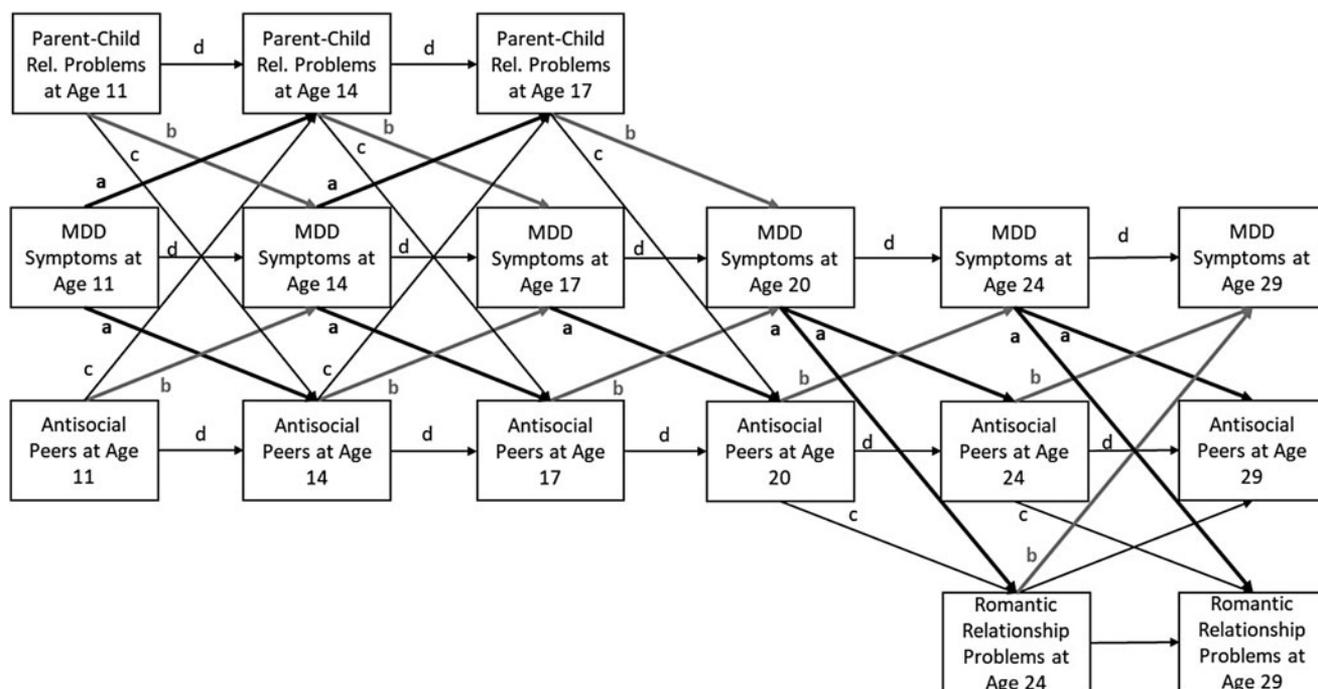 Parent-Child
Rel. Problems
at Age 11
d
Parent-Child
Rel. Problems
at Age 14
d
Parent-Child
Rel. Problems
at Age 17
b
c
b
c
b
c
a
a
MDD
Symptoms at
Age 11
d
MDD
Symptoms at
Age 14
d
MDD
Symptoms at
Age 17
d
MDD
Symptoms at
Age 20
d
MDD
Symptoms at
Age 24
d
MDD
Symptoms at
Age 29
a
a
a
a
a
a
a
c
b
c
b
b
b
b
Antisocial
Peers at Age
11
d
Antisocial
Peers at Age
14
d
Antisocial
Peers at Age
17
d
Antisocial
Peers at Age
20
d
Antisocial
Peers at Age
24
d
Antisocial
Peers at Age
29
c
c
b
Romantic
Relationship
Problems at
Age 24
Romantic
Relationship
Problems at
Age 29